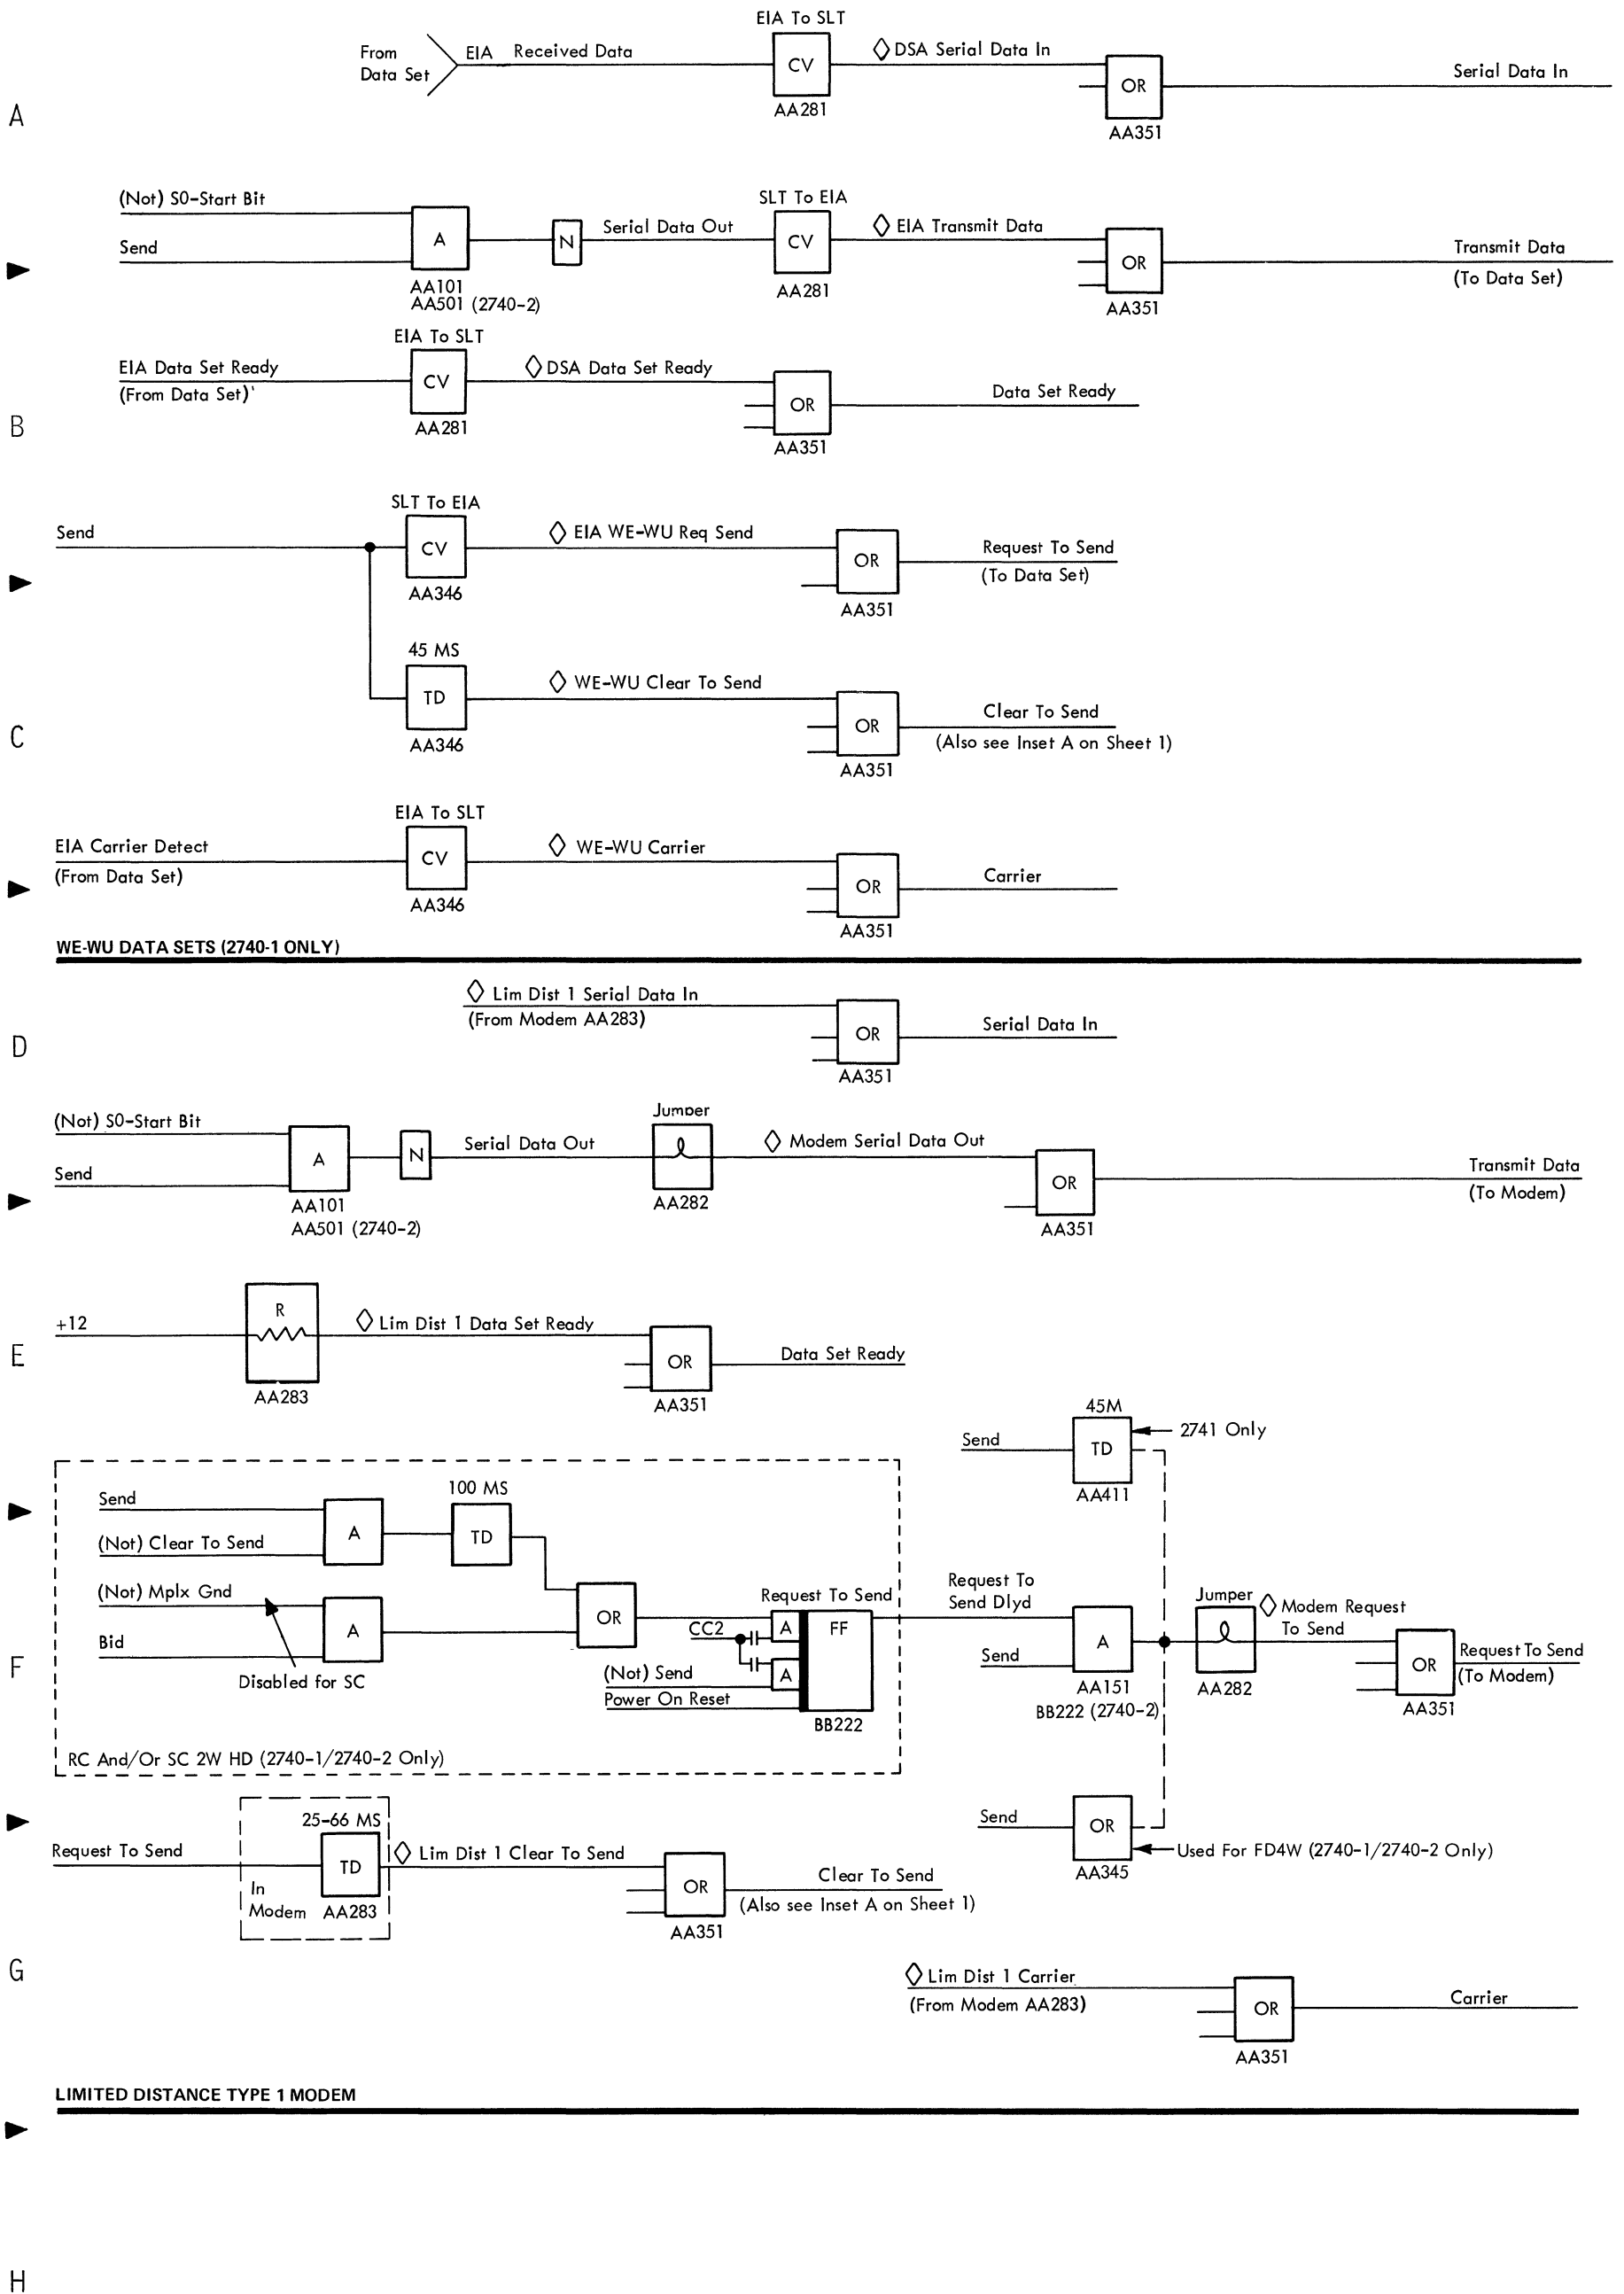 EIA To SLT
From
Data Set
EIA Received Data
CV
DSA Serial Data In
OR
Serial Data In
AA281
AA351
A
(Not) S0-Start Bit
Send
A
N
Serial Data Out
SLT To EIA
CV
EIA Transmit Data
OR
Transmit Data
(To Data Set)
AA101
AA501 (2740-2)
AA281
AA351
EIA To SLT
EIA Data Set Ready
(From Data Set)'
CV
DSA Data Set Ready
OR
Data Set Ready
AA281
AA351
B
SLT To EIA
Send
CV
EIA WE-WU Req Send
OR
Request To Send
(To Data Set)
AA346
AA351
45 MS
TD
WE-WU Clear To Send
OR
Clear To Send
(Also see Inset A on Sheet 1)
AA346
AA351
C
EIA To SLT
EIA Carrier Detect
(From Data Set)
CV
WE-WU Carrier
OR
Carrier
AA346
AA351
WE-WU DATA SETS (2740-1 ONLY)
Lim Dist 1 Serial Data In
(From Modem AA283)
OR
Serial Data In
AA351
D
(Not) S0-Start Bit
Send
A
N
Serial Data Out
Jumper
AA282
Modem Serial Data Out
OR
Transmit Data
(To Modem)
AA101
AA501 (2740-2)
AA351
+12
R
Lim Dist 1 Data Set Ready
OR
Data Set Ready
AA283
AA351
E
45M
Send
TD
2741 Only
AA411
Send
(Not) Clear To Send
A
100 MS
TD
(Not) Mplx Gnd
Bid
A
Disabled for SC
OR
Request To Send
CC2
A
A
FF
(Not) Send
Power On Reset
BB222
RC And/Or SC 2W HD (2740-1/2740-2 Only)
Request To
Send Dlyd
Send
A
AA151
BB222 (2740-2)
Jumper
AA282
Modem Request
To Send
OR
AA351
Request To Send
(To Modem)
F
Send
OR
AA345
Used For FD4W (2740-1/2740-2 Only)
Request To Send
25-66 MS
TD
In
Modem
AA283
Lim Dist 1 Clear To Send
OR
Clear To Send
(Also see Inset A on Sheet 1)
AA351
G
Lim Dist 1 Carrier
(From Modem AA283)
OR
Carrier
AA351
LIMITED DISTANCE TYPE 1 MODEM
H